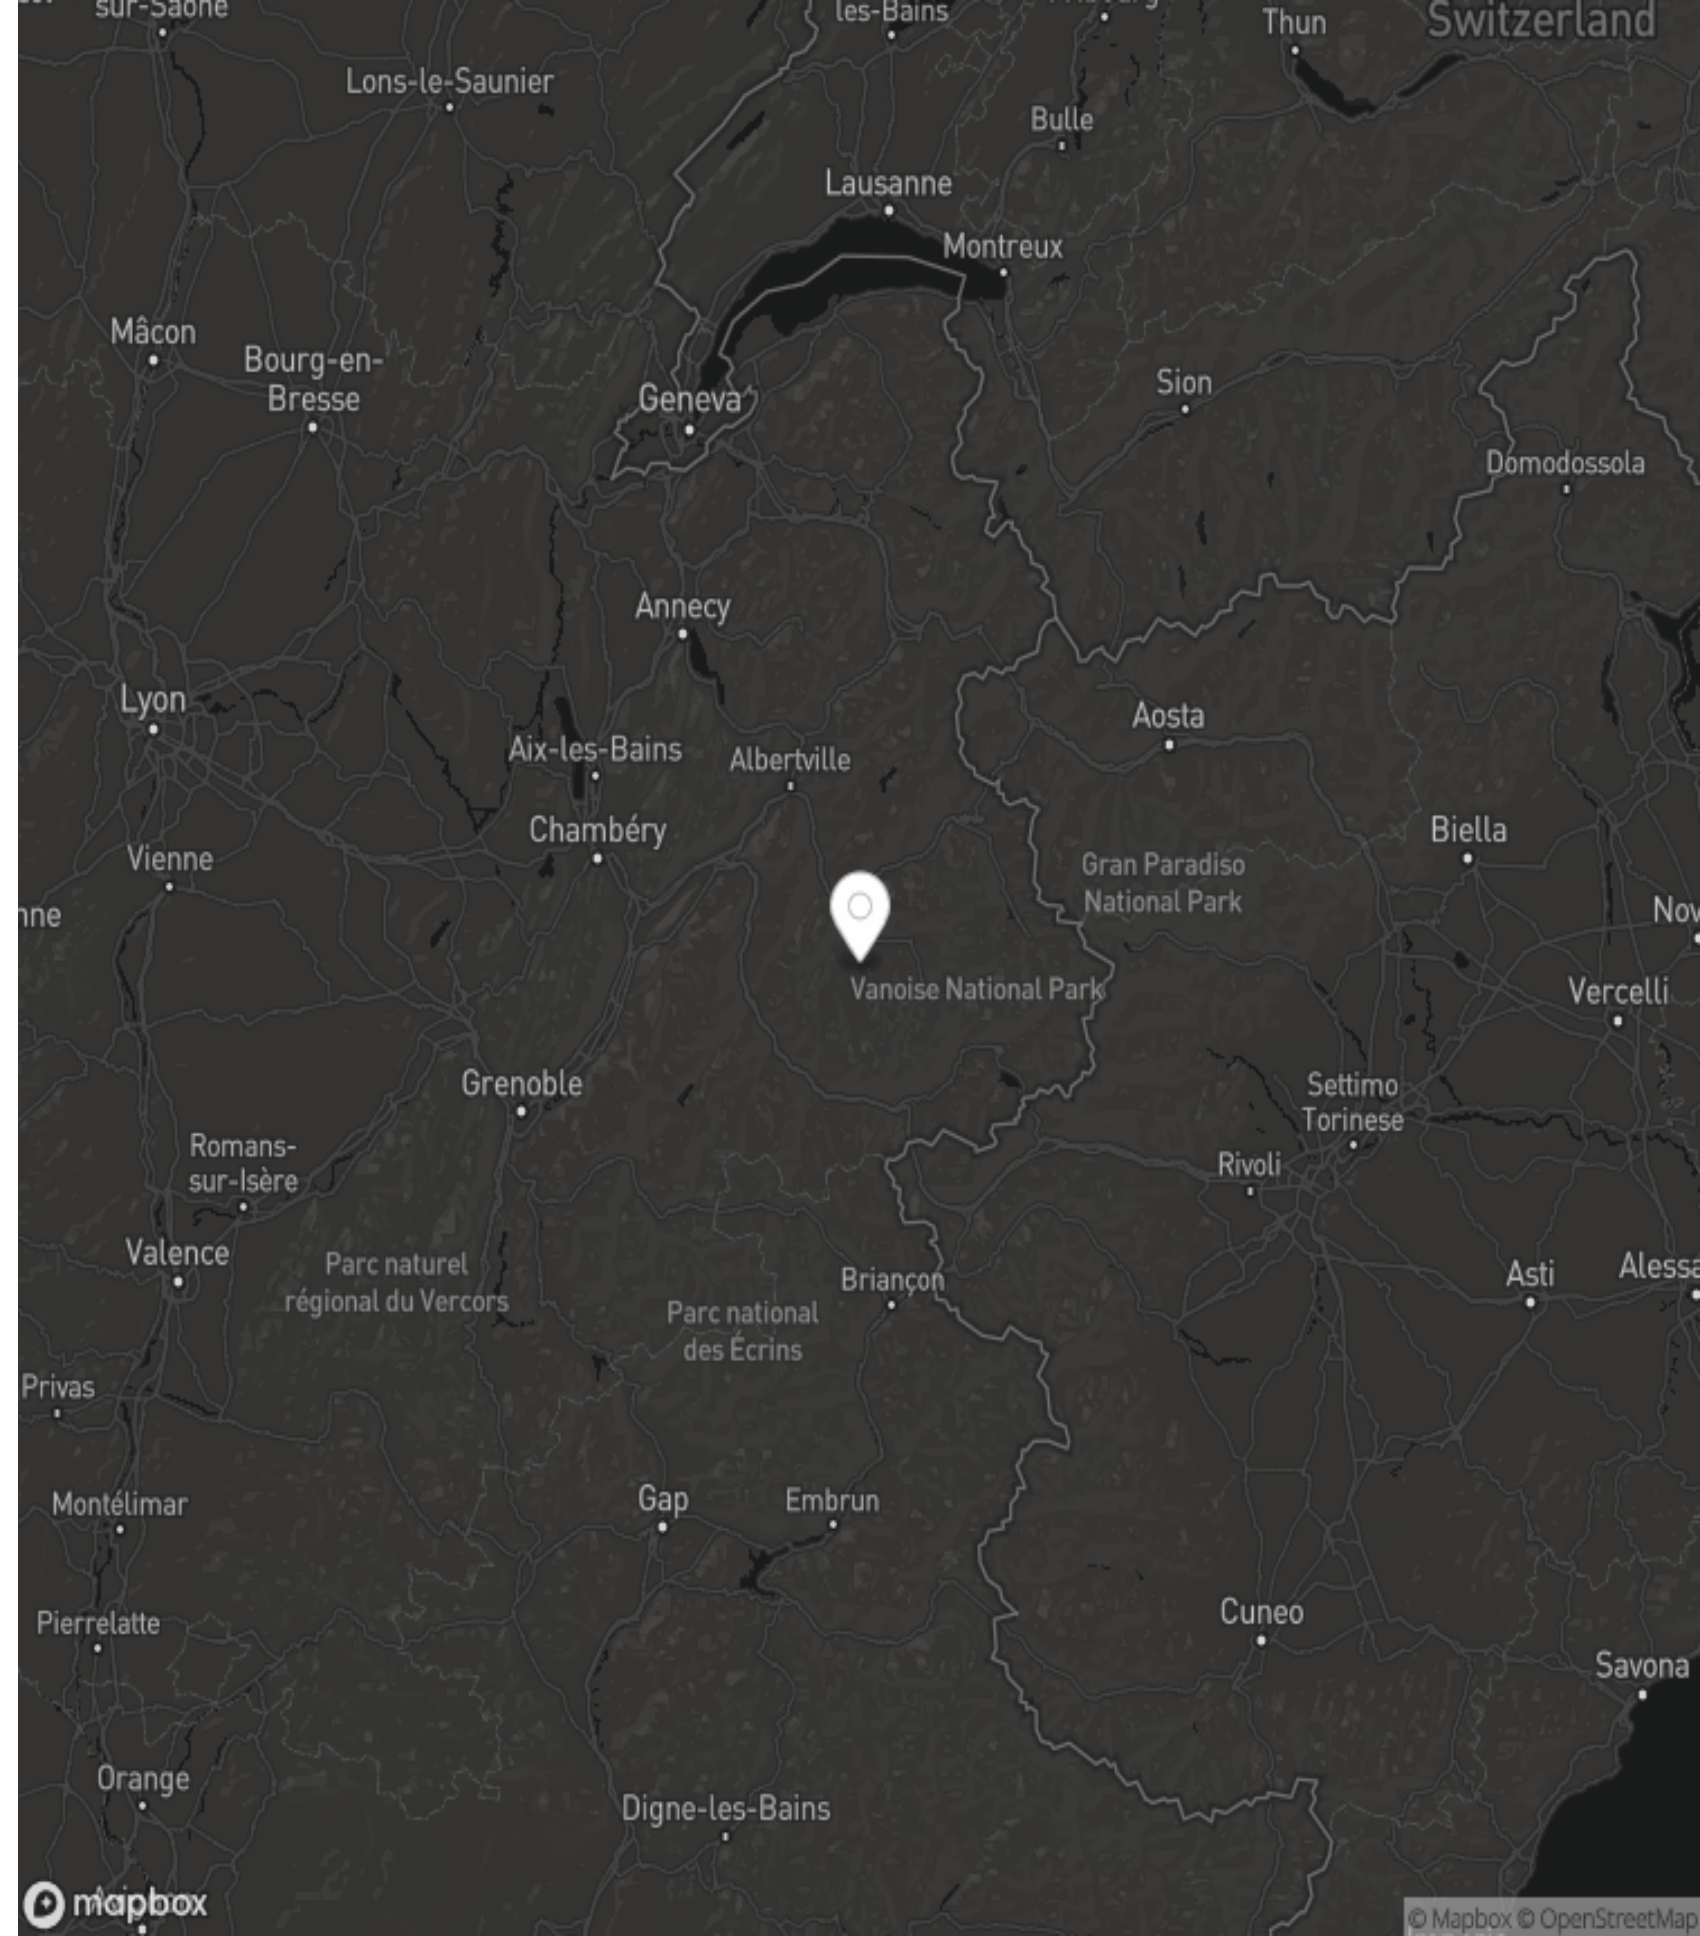 sur-Saône
les-Bains
Thun
Switzerland
Lons-le-Saunier
Bulle
Lausanne
Montreux
Mâcon
Bourg-en-
Bresse
Geneva
Sion
Domodossola
Annecy
Lyon
Aosta
Aix-les-Bains
Albertville
Chambéry
Biella
Vienne
Gran Paradiso
National Park
nne
Nov
Vanoise National Park
Vercelli
Grenoble
Settimo
Torinese
Romans-
sur-Isère
Rivoli
Valence
Parc naturel
régional du Vercors
Briançon
Asti
Alessa
Parc national
des Écrins
Privas
Montélimar
Gap
Embrun
Pierrelatte
Cuneo
Savona
Orange
Digne-les-Bains
mapbox
© Mapbox © OpenStreetMap